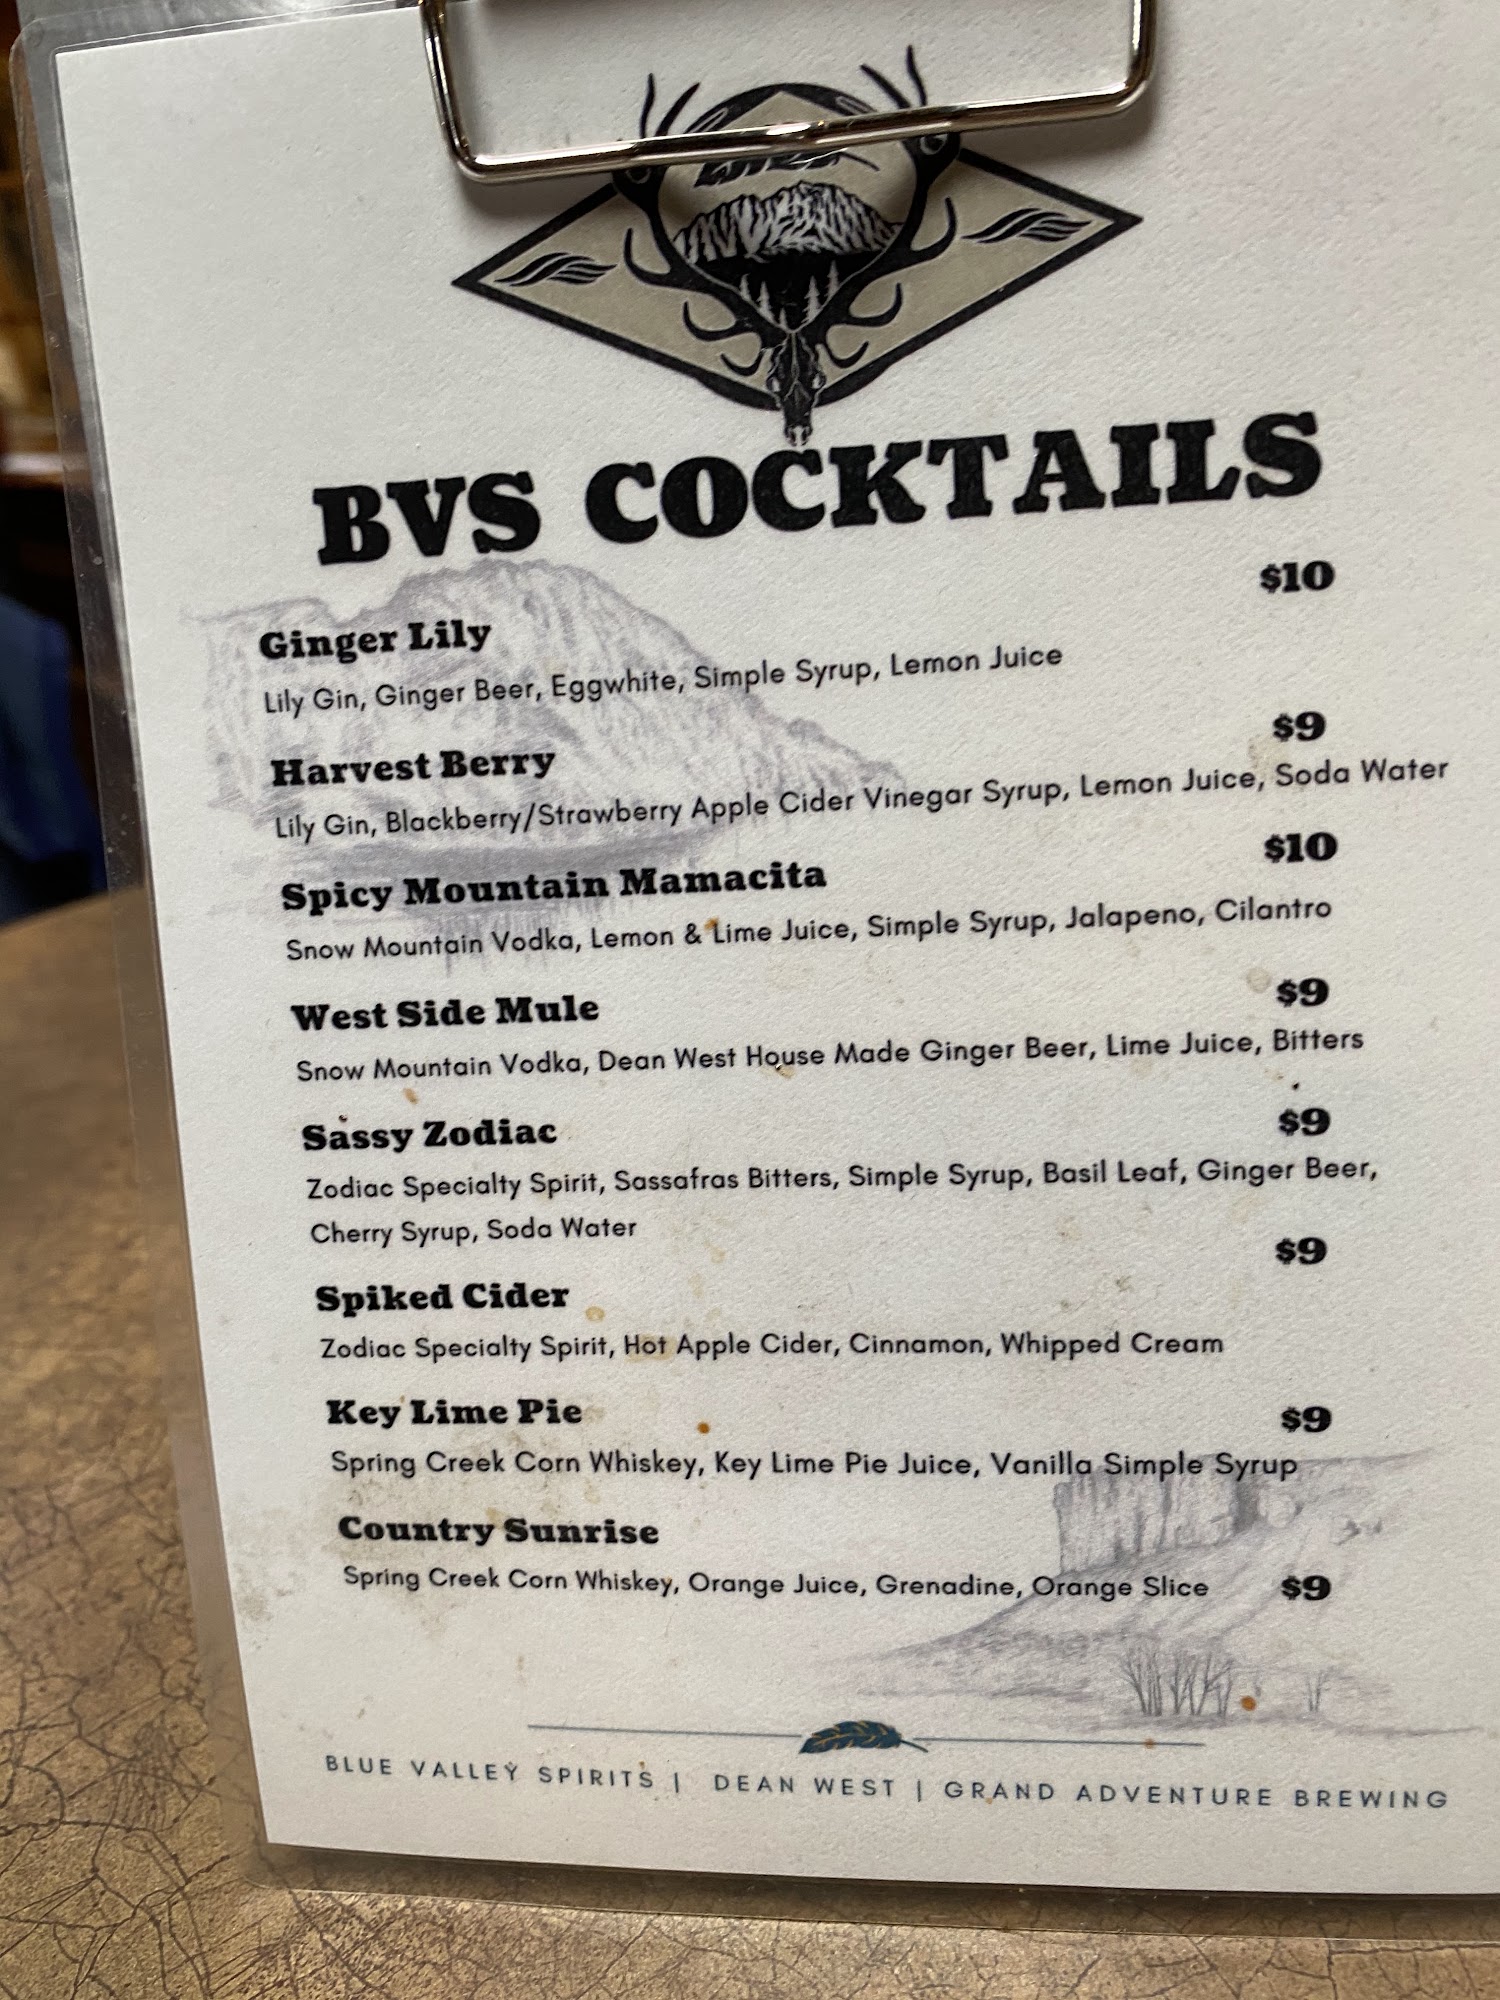 BVS COCKTAILS
$10
Ginger Lily
Lily Gin, Ginger Beer, Eggwhite, Simple Syrup, Lemon Juice
$9
Harvest Berry
Lily Gin, Blackberry/Strawberry Apple Cider Vinegar Syrup, Lemon Juice, Soda Water
$10
Spicy Mountain Mamacita
Snow Mountain Vodka, Lemon & Lime Juice, Simple Syrup, Jalapeno, Cilantro
$9
West Side Mule
Snow Mountain Vodka, Dean West House Made Ginger Beer, Lime Juice, Bitters
$9
Sassy Zodiac
Zodiac Specialty Spirit, Sassafras Bitters, Simple Syrup, Basil Leaf, Ginger Beer,
Cherry Syrup, Soda Water
$9
Spiked Cider
Zodiac Specialty Spirit, Hot Apple Cider, Cinnamon, Whipped Cream
Key Lime Pie $9
Spring Creek Corn Whiskey, Key Lime Pie Juice, Vanilla Simple Syrup
Country Sunrise
Spring Creek Corn Whiskey, Orange Juice, Grenadine, Orange Slice $9
BLUE VALLEY SPIRITS | DEAN WEST | GRAND ADVENTURE BREWING